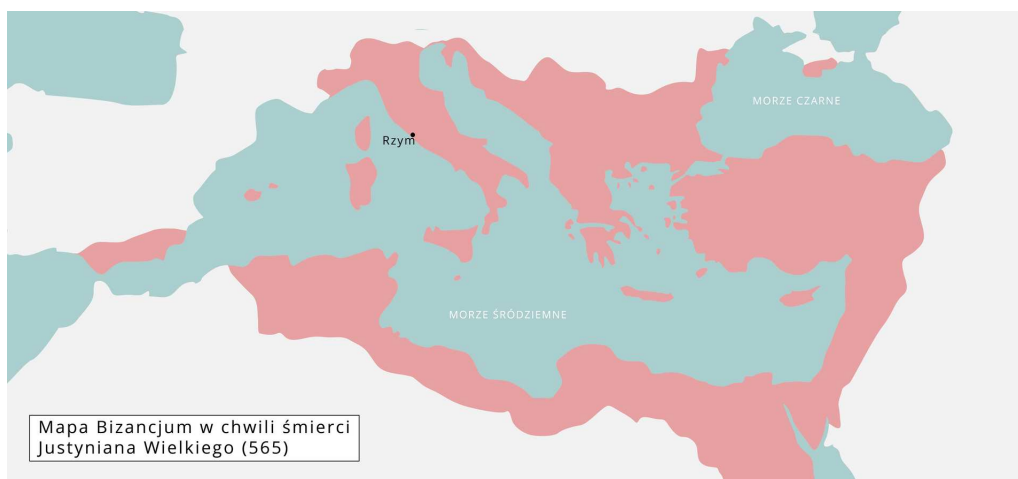 MORZE CZARNE
Rzym
MORZE ŚRÓDZIEMNE
Mapa Bizancjum w chwili śmierci
Justyniana Wielkiego (565)